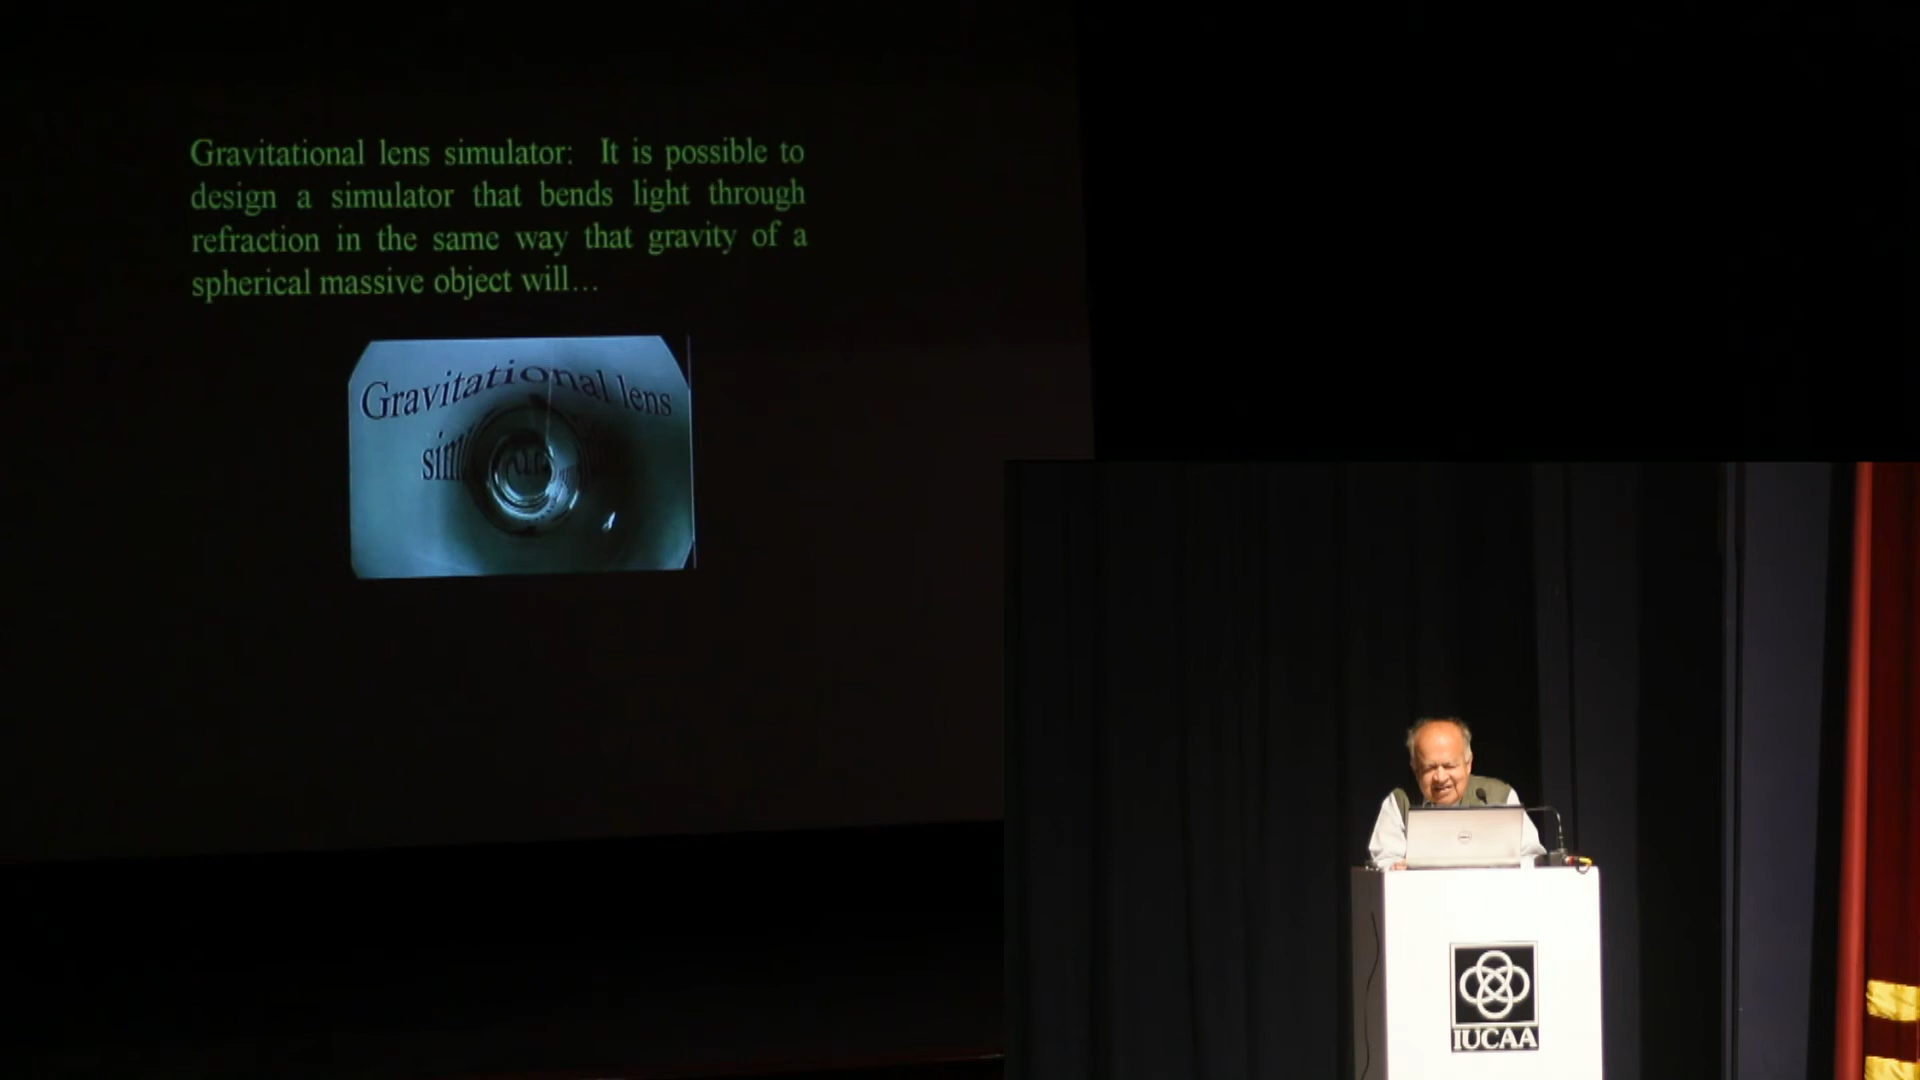 Gravitational lens simulator: It is possible to
design a simulator that bends light through
refraction in the same way that gravity of a
spherical massive object will...
Gravitational lens
sim
IUCAA